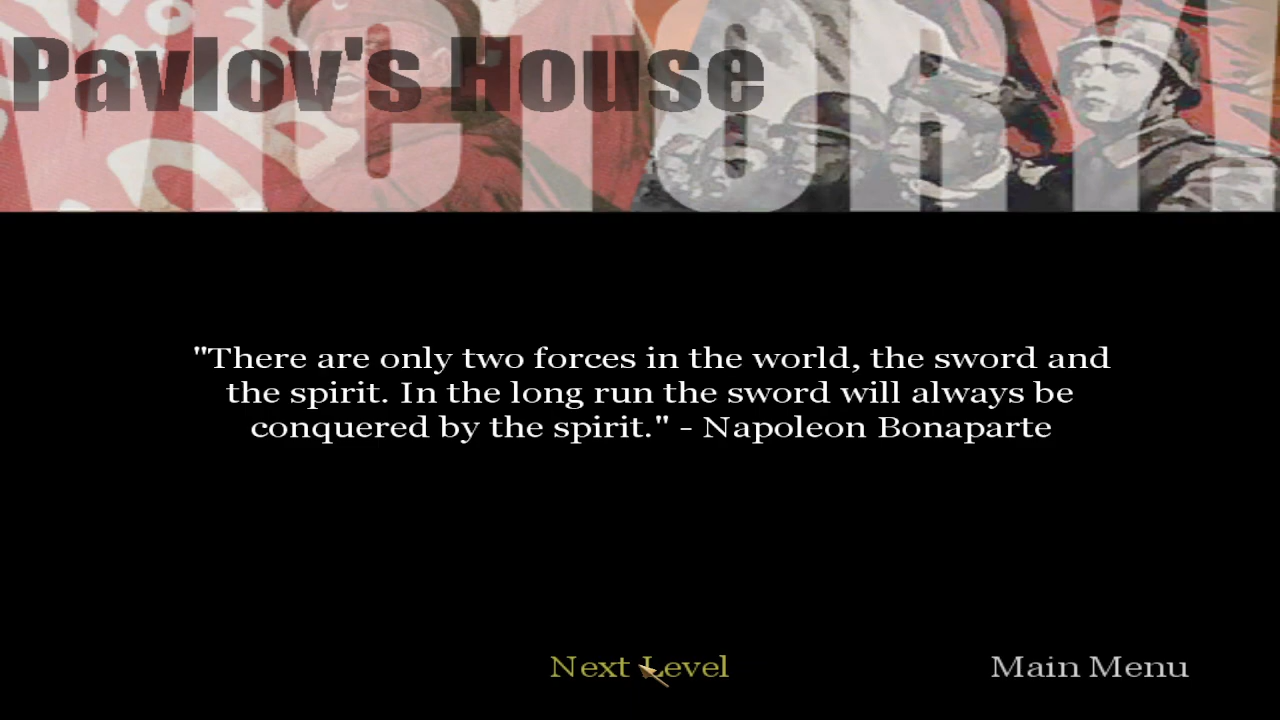 VICTORY
Pavlov's House
"There are only two forces in the world, the sword and
the spirit. In the long run the sword will always be
conquered by the spirit." - Napoleon Bonaparte
Next Level
Main Menu